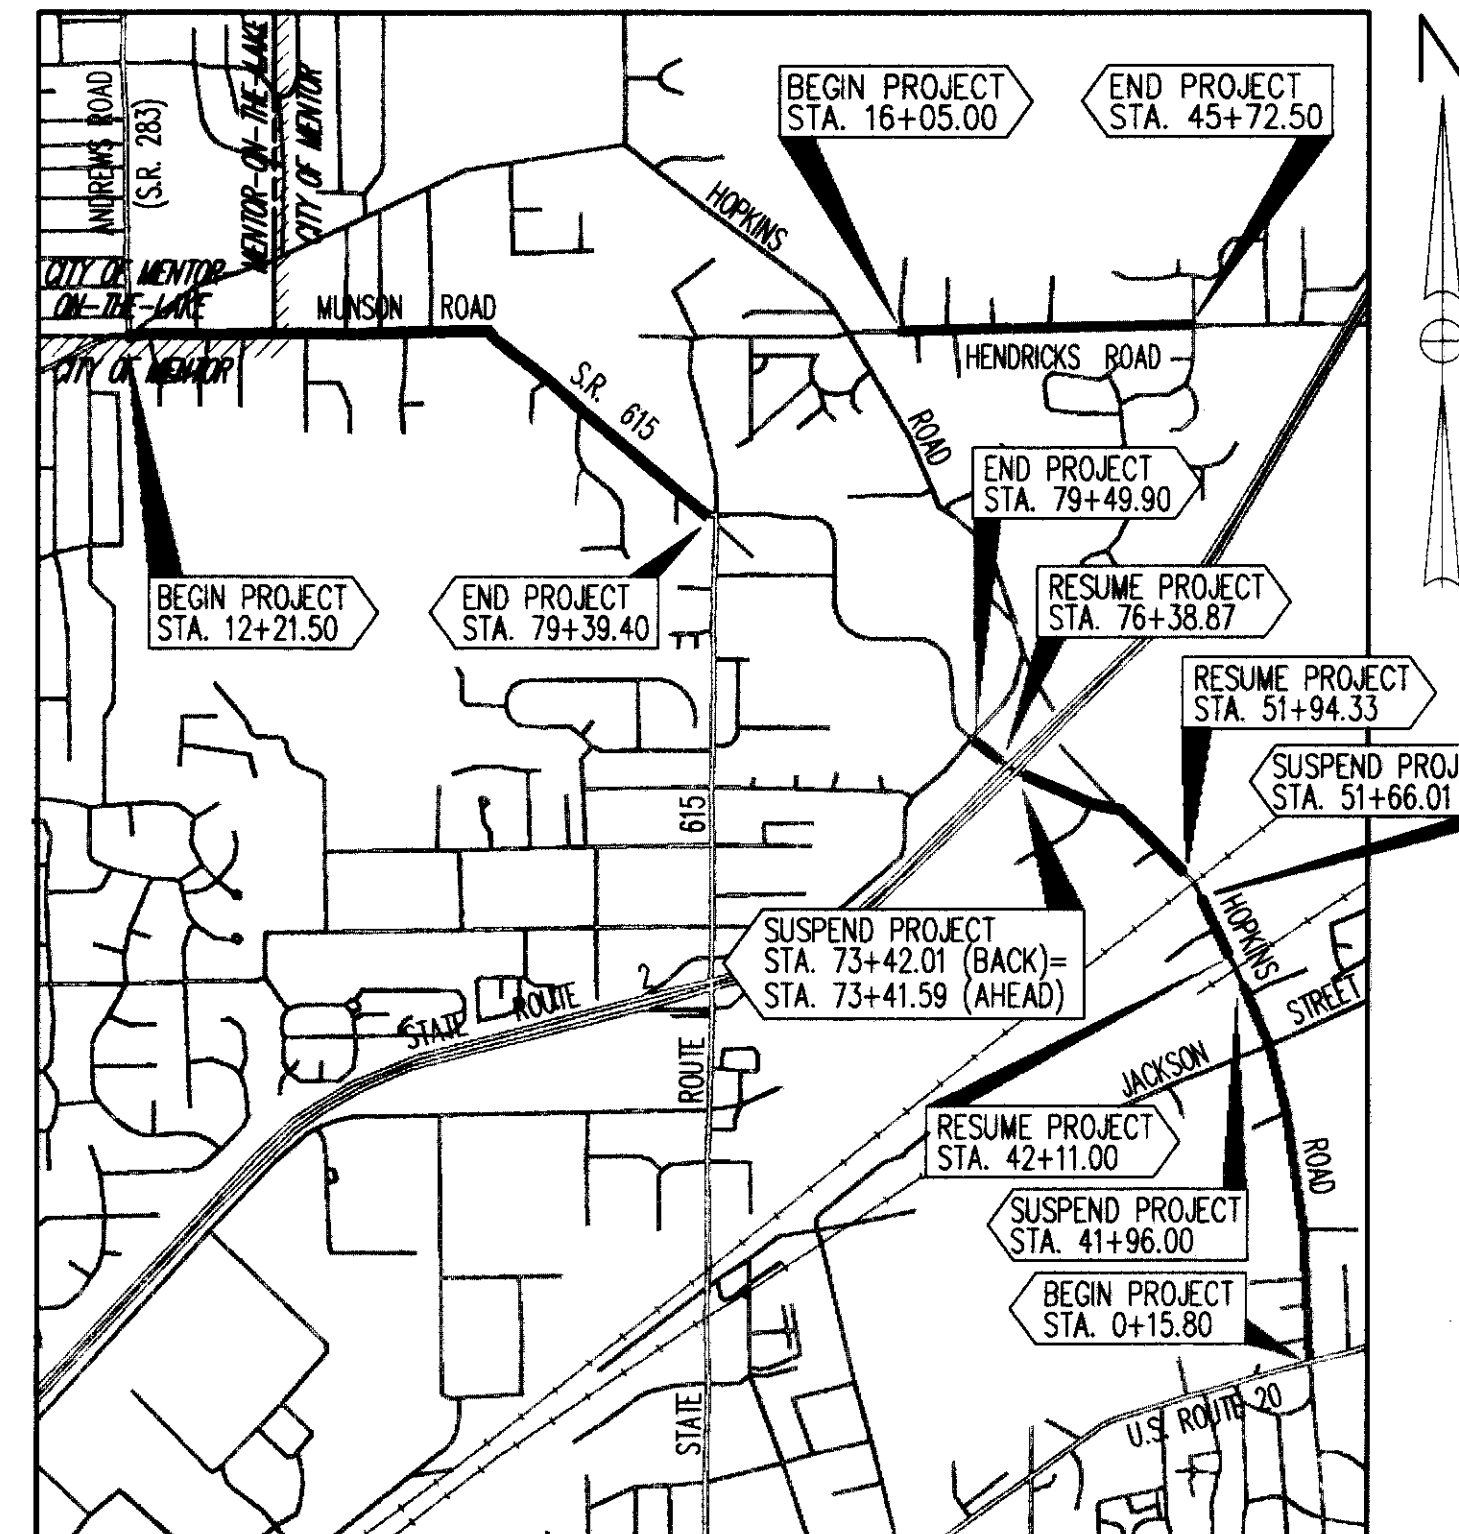 N
BEGIN PROJECT
STA. 16+05.00
END PROJECT
STA. 45+72.50
ANDREWS ROAD
(S.R. 283)
MENTOR-ON-THE-LAKE
CITY OF MENTOR
HOPKINS
CITY OF MENTOR
ON-THE-LAKE
MUNSON ROAD
CITY OF MENTOR
HENDRICKS ROAD
S.R. 615
ROAD
END PROJECT
STA. 79+49.90
BEGIN PROJECT
STA. 12+21.50
END PROJECT
STA. 79+39.40
RESUME PROJECT
STA. 76+38.87
RESUME PROJECT
STA. 51+94.33
SUSPEND PROJ
STA. 51+66.01
615
HOPKINS
SUSPEND PROJECT
STA. 73+42.01 (BACK)=
STA. 73+41.59 (AHEAD)
STATE ROUTE 2
STREET
JACKSON
ROUTE
RESUME PROJECT
STA. 42+11.00
ROAD
SUSPEND PROJECT
STA. 41+96.00
BEGIN PROJECT
STA. 0+15.80
STATE
U.S. ROUTE 20